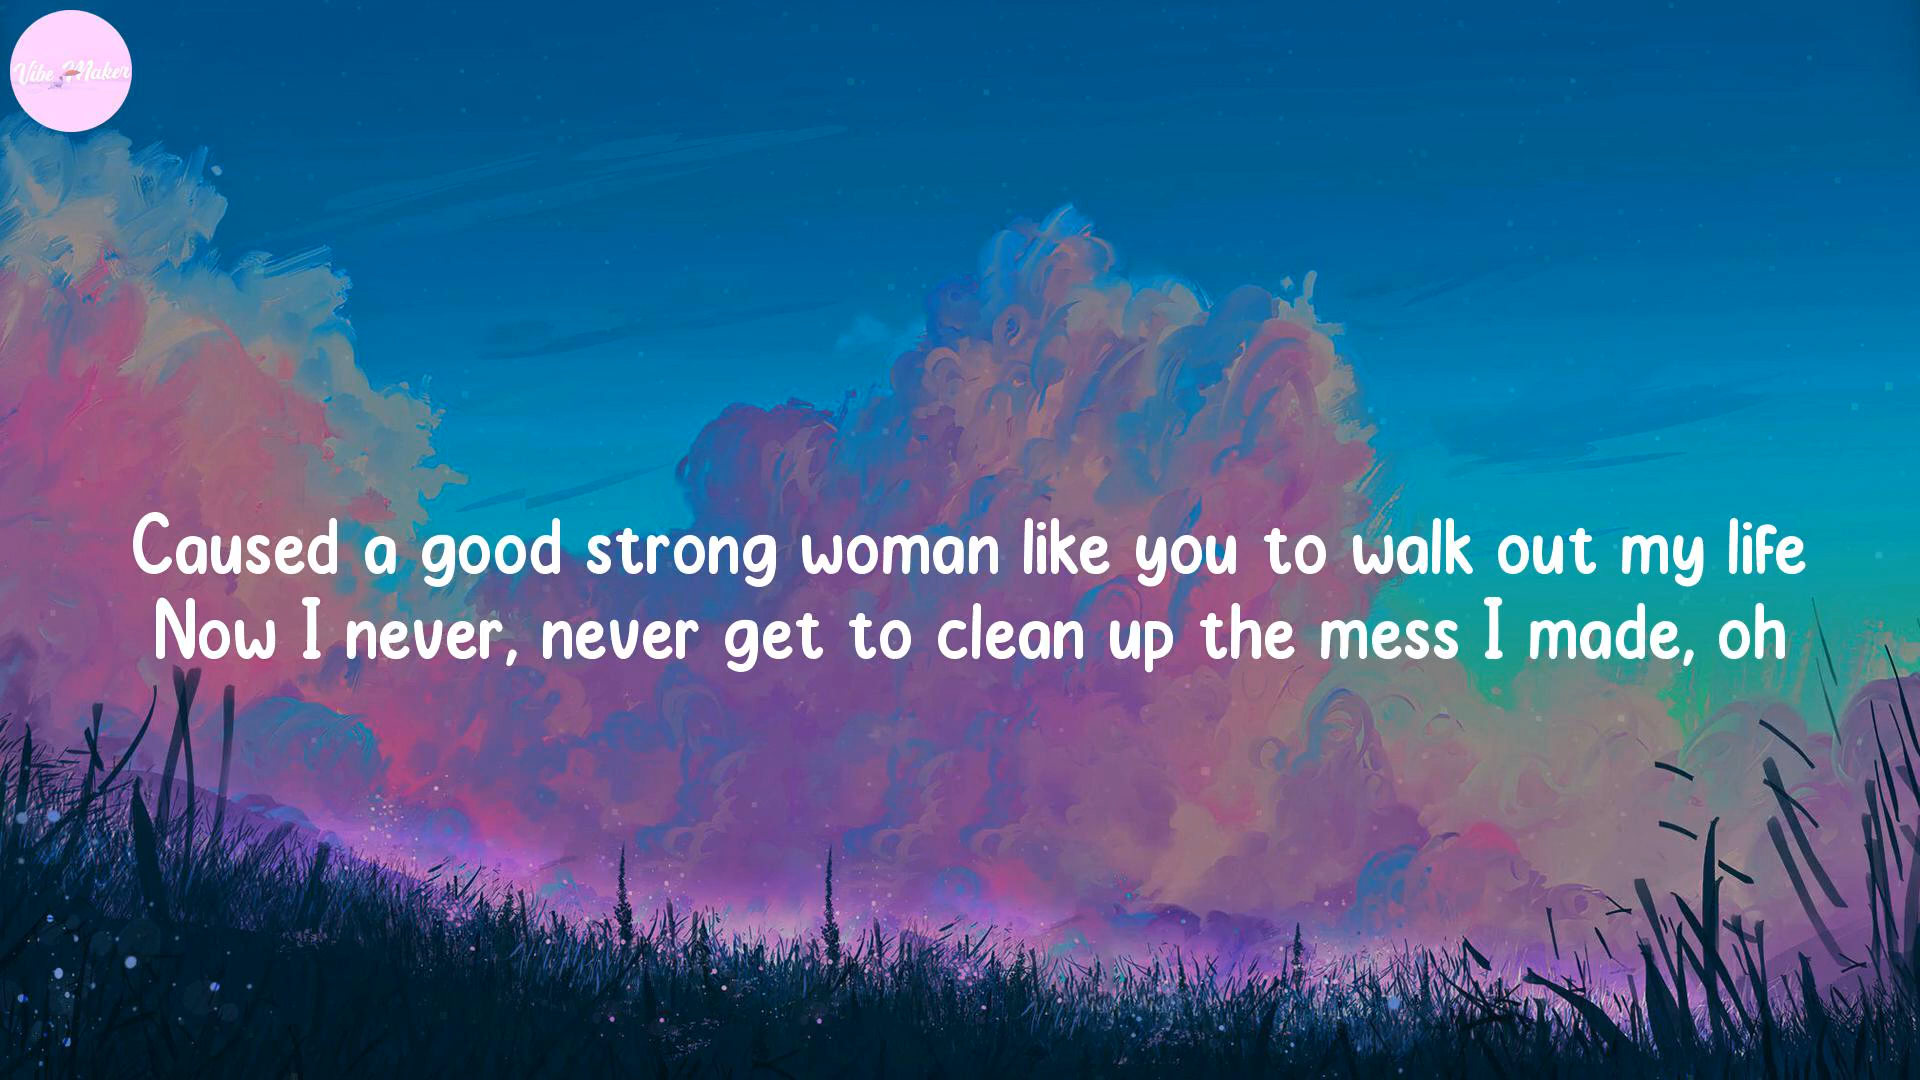 Vibe Maker
Caused a good strong woman like you to walk out my life
Now I never, never get to clean up the mess I made, oh